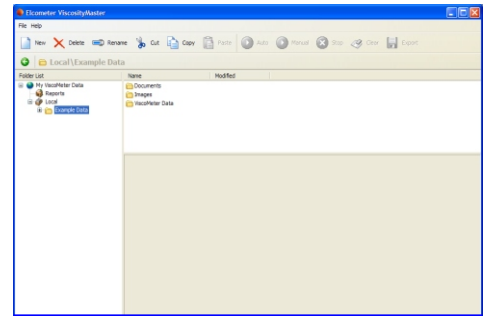 Elcometer ViscosityMaster
File Help
New Delete Rename Cut Copy Paste Auto Manual Stop Clear Export
Local\Example Data
Folder List Name Modified
My ViscoMeter Data
Reports
Local
Example Data
Documents
Images
ViscoMeter Data